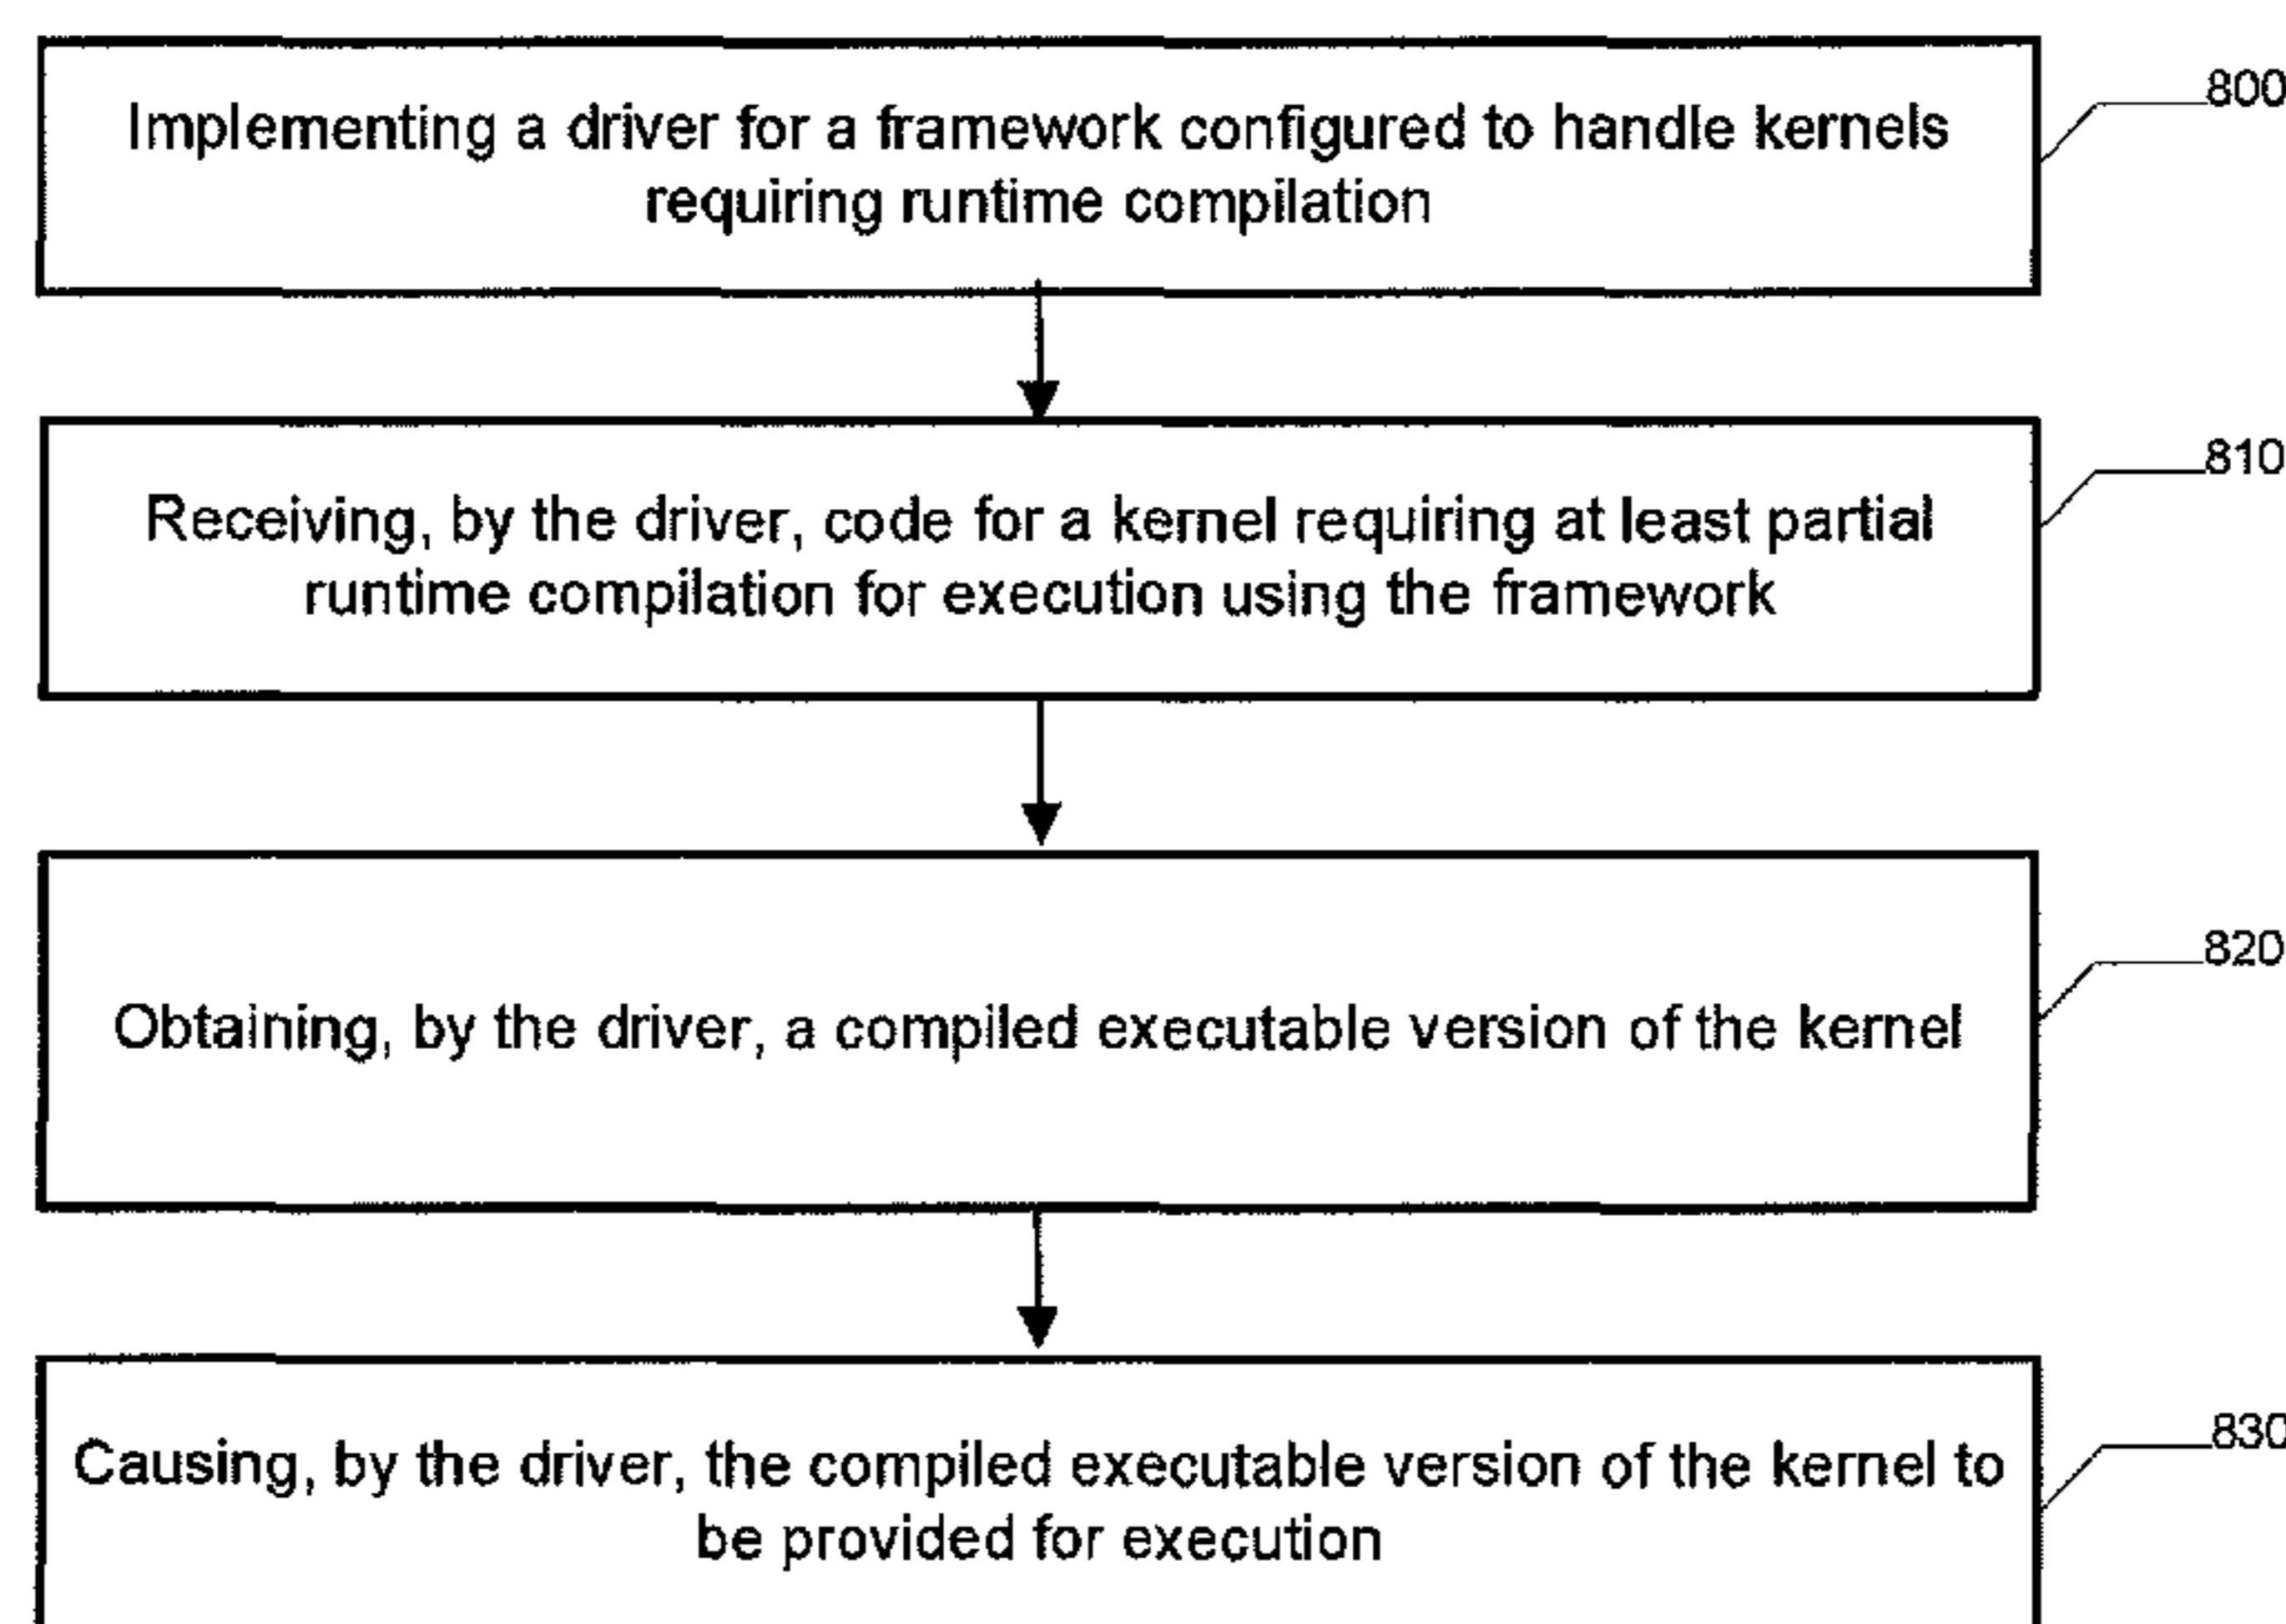 Implementing a driver for a framework configured to handle kernels
requiring runtime compilation
800
Receiving, by the driver, code for a kernel requiring at least partial
runtime compilation for execution using the framework
810
Obtaining, by the driver, a compiled executable version of the kernel
820
Causing, by the driver, the compiled executable version of the kernel to
be provided for execution
830